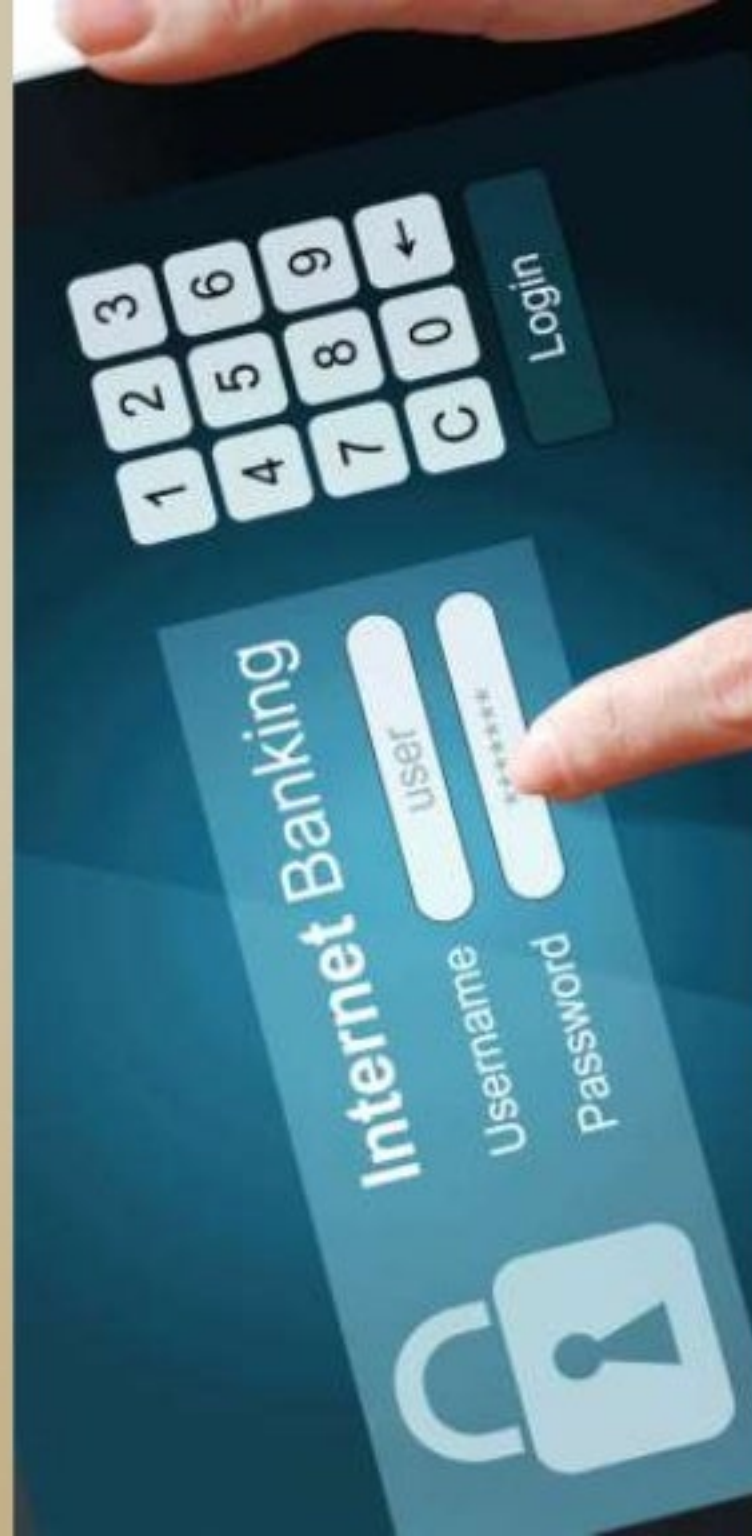 Internet Banking
Username user
Password ********
1 2 3
4 5 6
7 8 9
C 0 ←
Login